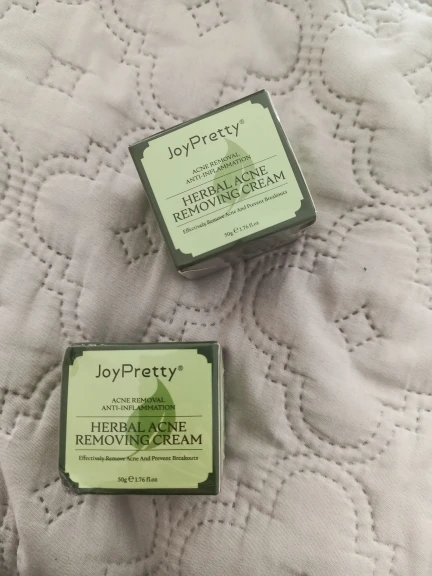 JoyPretty®
ACNE REMOVAL
ANTI-INFLAMMATION
HERBAL ACNE
REMOVING CREAM
Effectively Remove Acne And Prevent Breakouts
50g ℮ 1.76 fl.oz
JoyPretty®
ACNE REMOVAL
ANTI-INFLAMMATION
HERBAL ACNE
REMOVING CREAM
Effectively Remove Acne And Prevent Breakouts
50g ℮ 1.76 fl.oz